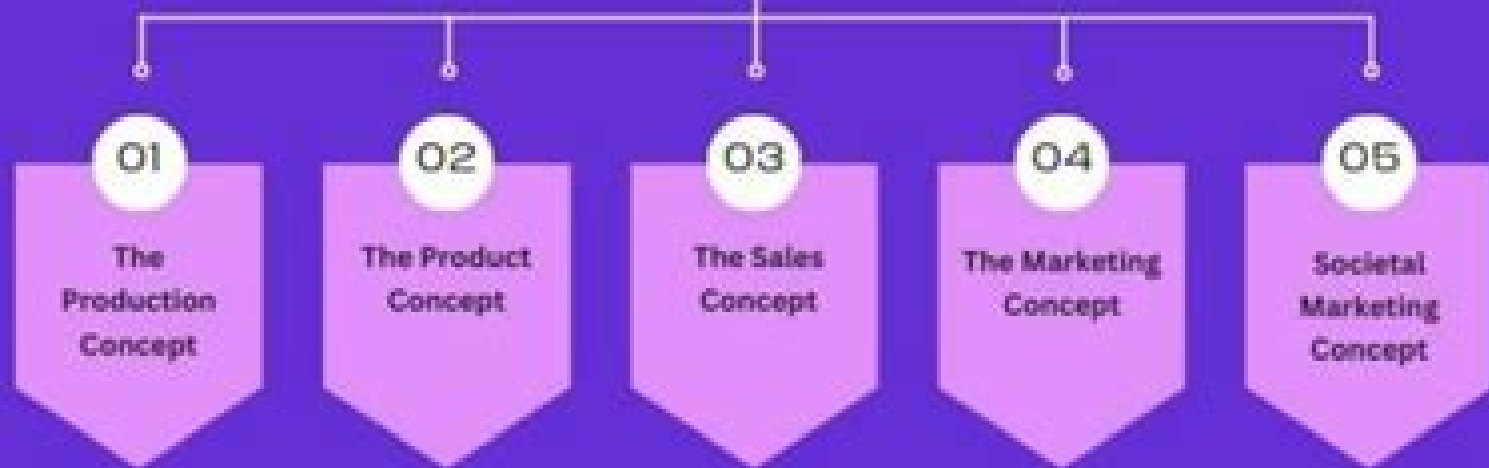 01
The
Production
Concept
02
The Product
Concept
03
The Sales
Concept
04
The Marketing
Concept
05
Societal
Marketing
Concept